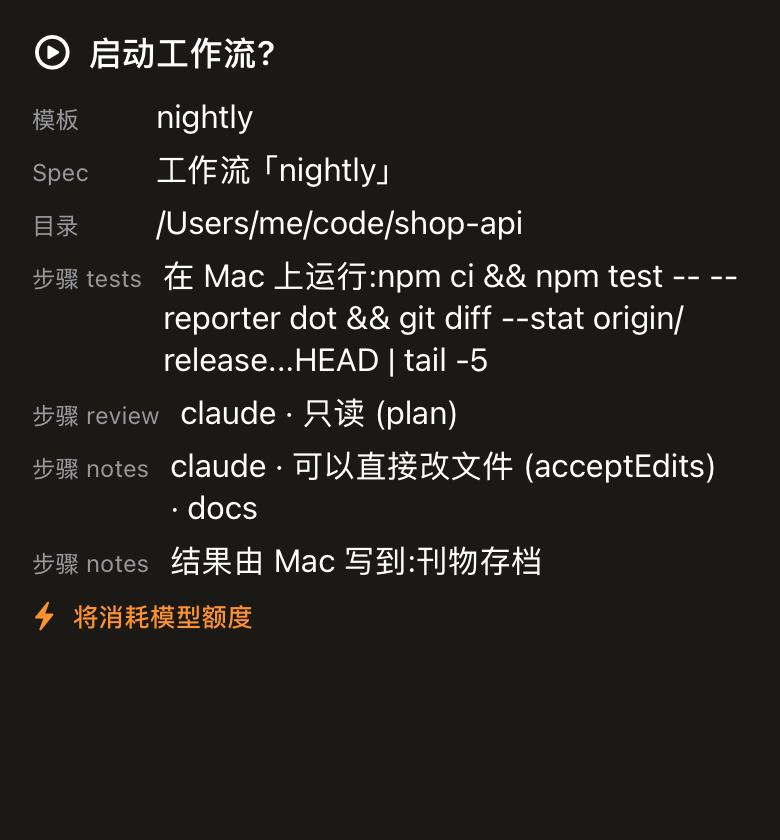 启动工作流?
模板 nightly
Spec 工作流「nightly」
目录 /Users/me/code/shop-api
步骤 tests 在 Mac 上运行:npm ci && npm test -- --
reporter dot && git diff --stat origin/
release...HEAD | tail -5
步骤 review claude · 只读 (plan)
步骤 notes claude · 可以直接改文件 (acceptEdits)
· docs
步骤 notes 结果由 Mac 写到:刊物存档
将消耗模型额度